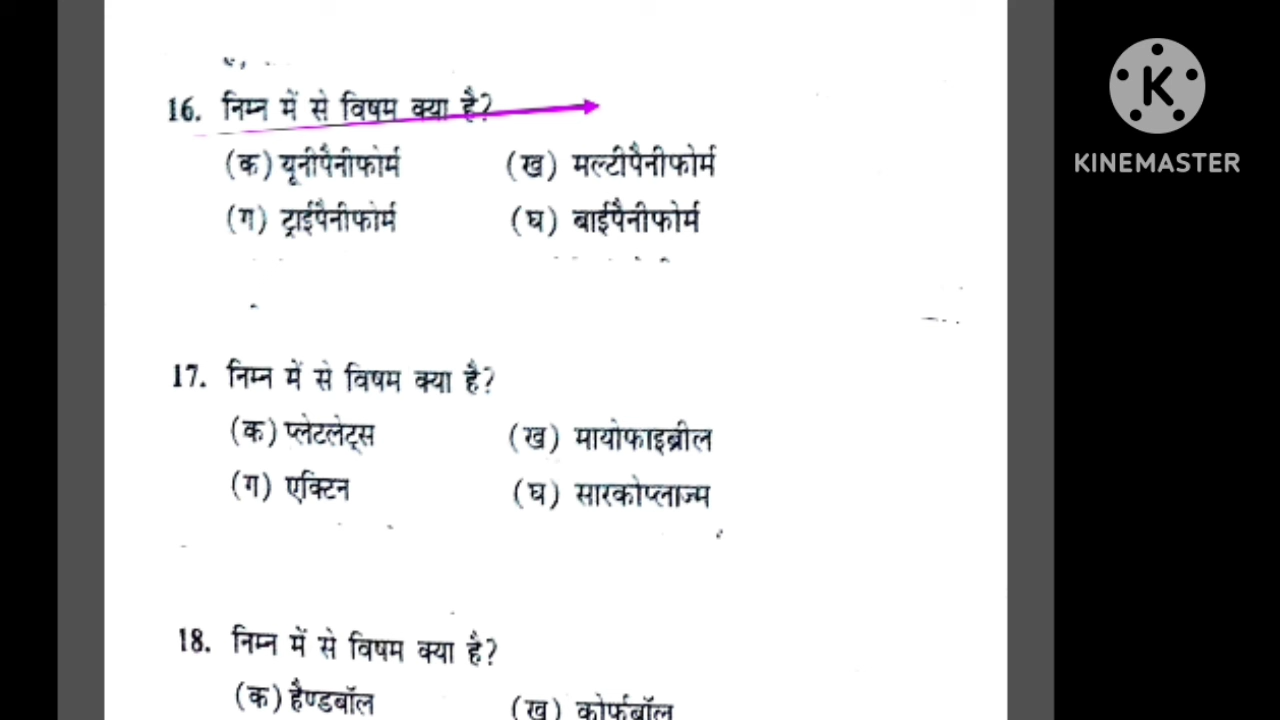 16. निम्न में से विषम क्या है?
(क) यूनीपैनीफोर्म (ख) मल्टीपैनीफोर्म
(ग) ट्राईपैनीफोर्म (घ) बाईपैनीफोर्म
17. निम्न में से विषम क्या है?
(क) प्लेटलेट्स (ख) मायोफाइब्रील
(ग) एक्टिन (घ) सारकोप्लाज्म
18. निम्न में से विषम क्या है?
(क) हैण्डबॉल (ख) कोर्फबॉल
KINEMASTER